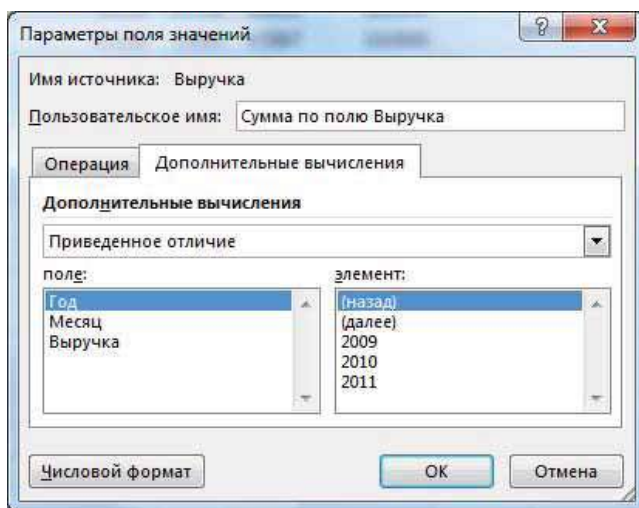 Параметры поля значений
Имя источника: Выручка
Пользовательское имя: Сумма по полю Выручка
Операция Дополнительные вычисления
Дополнительные вычисления
Приведенное отличие
поле: элемент:
Год (назад)
Месяц (далее)
Выручка 2009
2010
2011
Числовой формат ОК Отмена